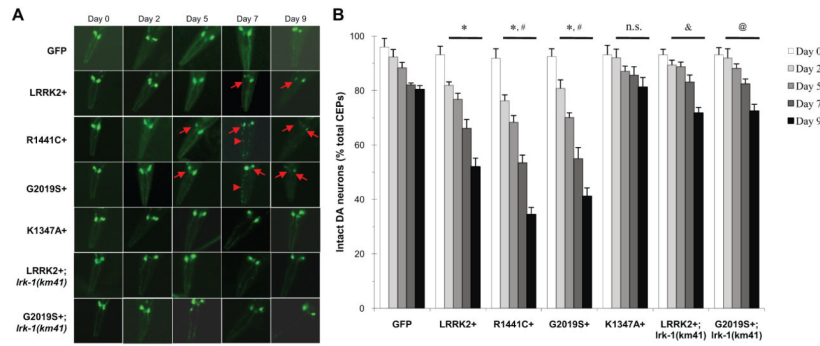 A
Day 0 Day 2 Day 5 Day 7 Day 9
GFP
LRRK2+
R1441C+
G2019S+
K1347A+
LRRK2+;
lrk-1(km41)
G2019S+;
lrk-1(km41)
B
* *, # *, # n.s. & @
Day 0
Day 2
Day 5
Day 7
Day 9
Intact DA neurons (% total CEPs)
100
80
60
40
20
0
GFP LRRK2+ R1441C+ G2019S+ K1347A+ LRRK2+; G2019S+;
lrk-1(km41) lrk-1(km41)